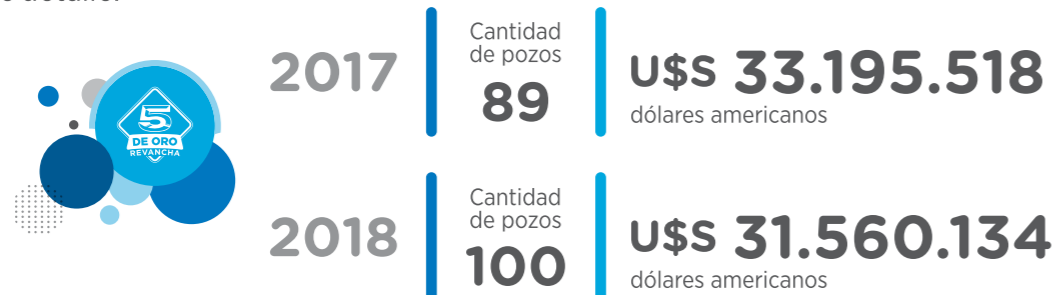 5
DE ORO
REVANCHA
2017
Cantidad
de pozos
89
U$S 33.195.518
dólares americanos
2018
Cantidad
de pozos
100
U$S 31.560.134
dólares americanos